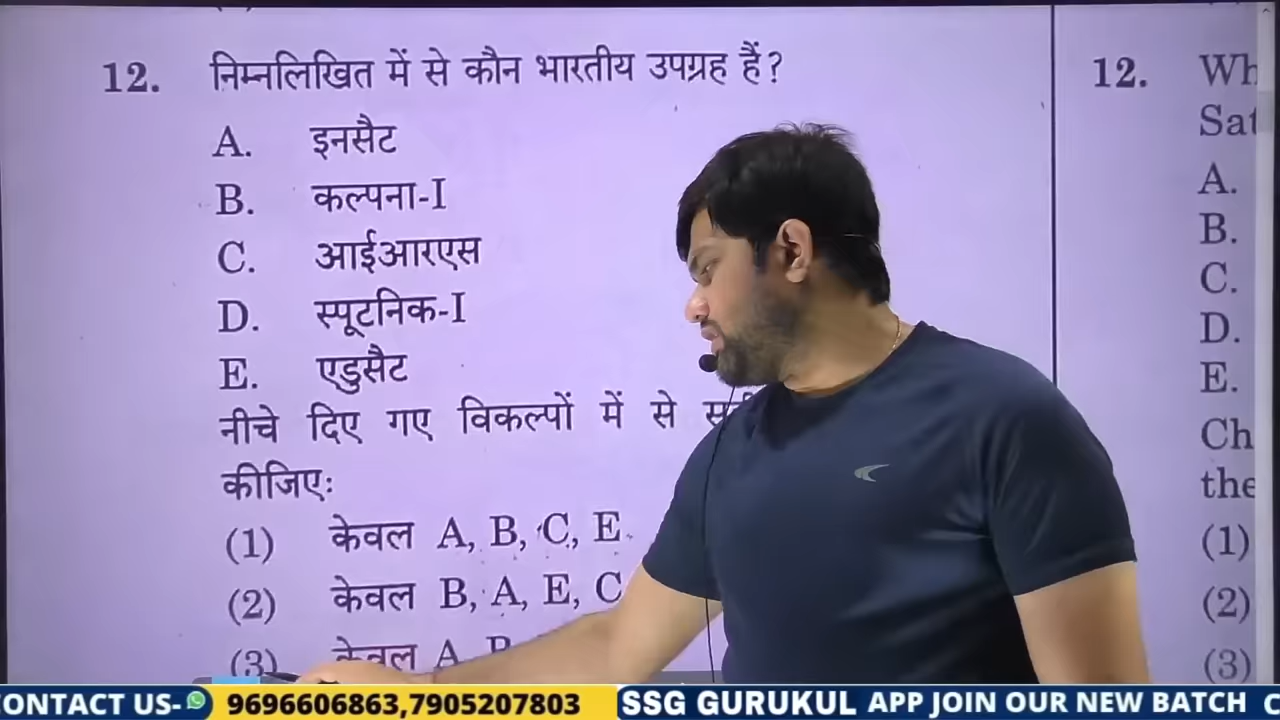 12. निम्नलिखित में से कौन भारतीय उपग्रह हैं?
A. इनसैट
B. कल्पना-I
C. आईआरएस
D. स्पूटनिक-I
E. एडुसैट
नीचे दिए गए विकल्पों में से
कीजिएः
(1) केवल A, B, C, E
(2) केवल B, A, E, C
(3) केवल A, B
12. Wh
Sat
A.
B.
C.
D.
E.
Ch
the
(1)
(2)
(3)
ONTACT US- 9696606863,7905207803 SSG GURUKUL APP JOIN OUR NEW BATCH C